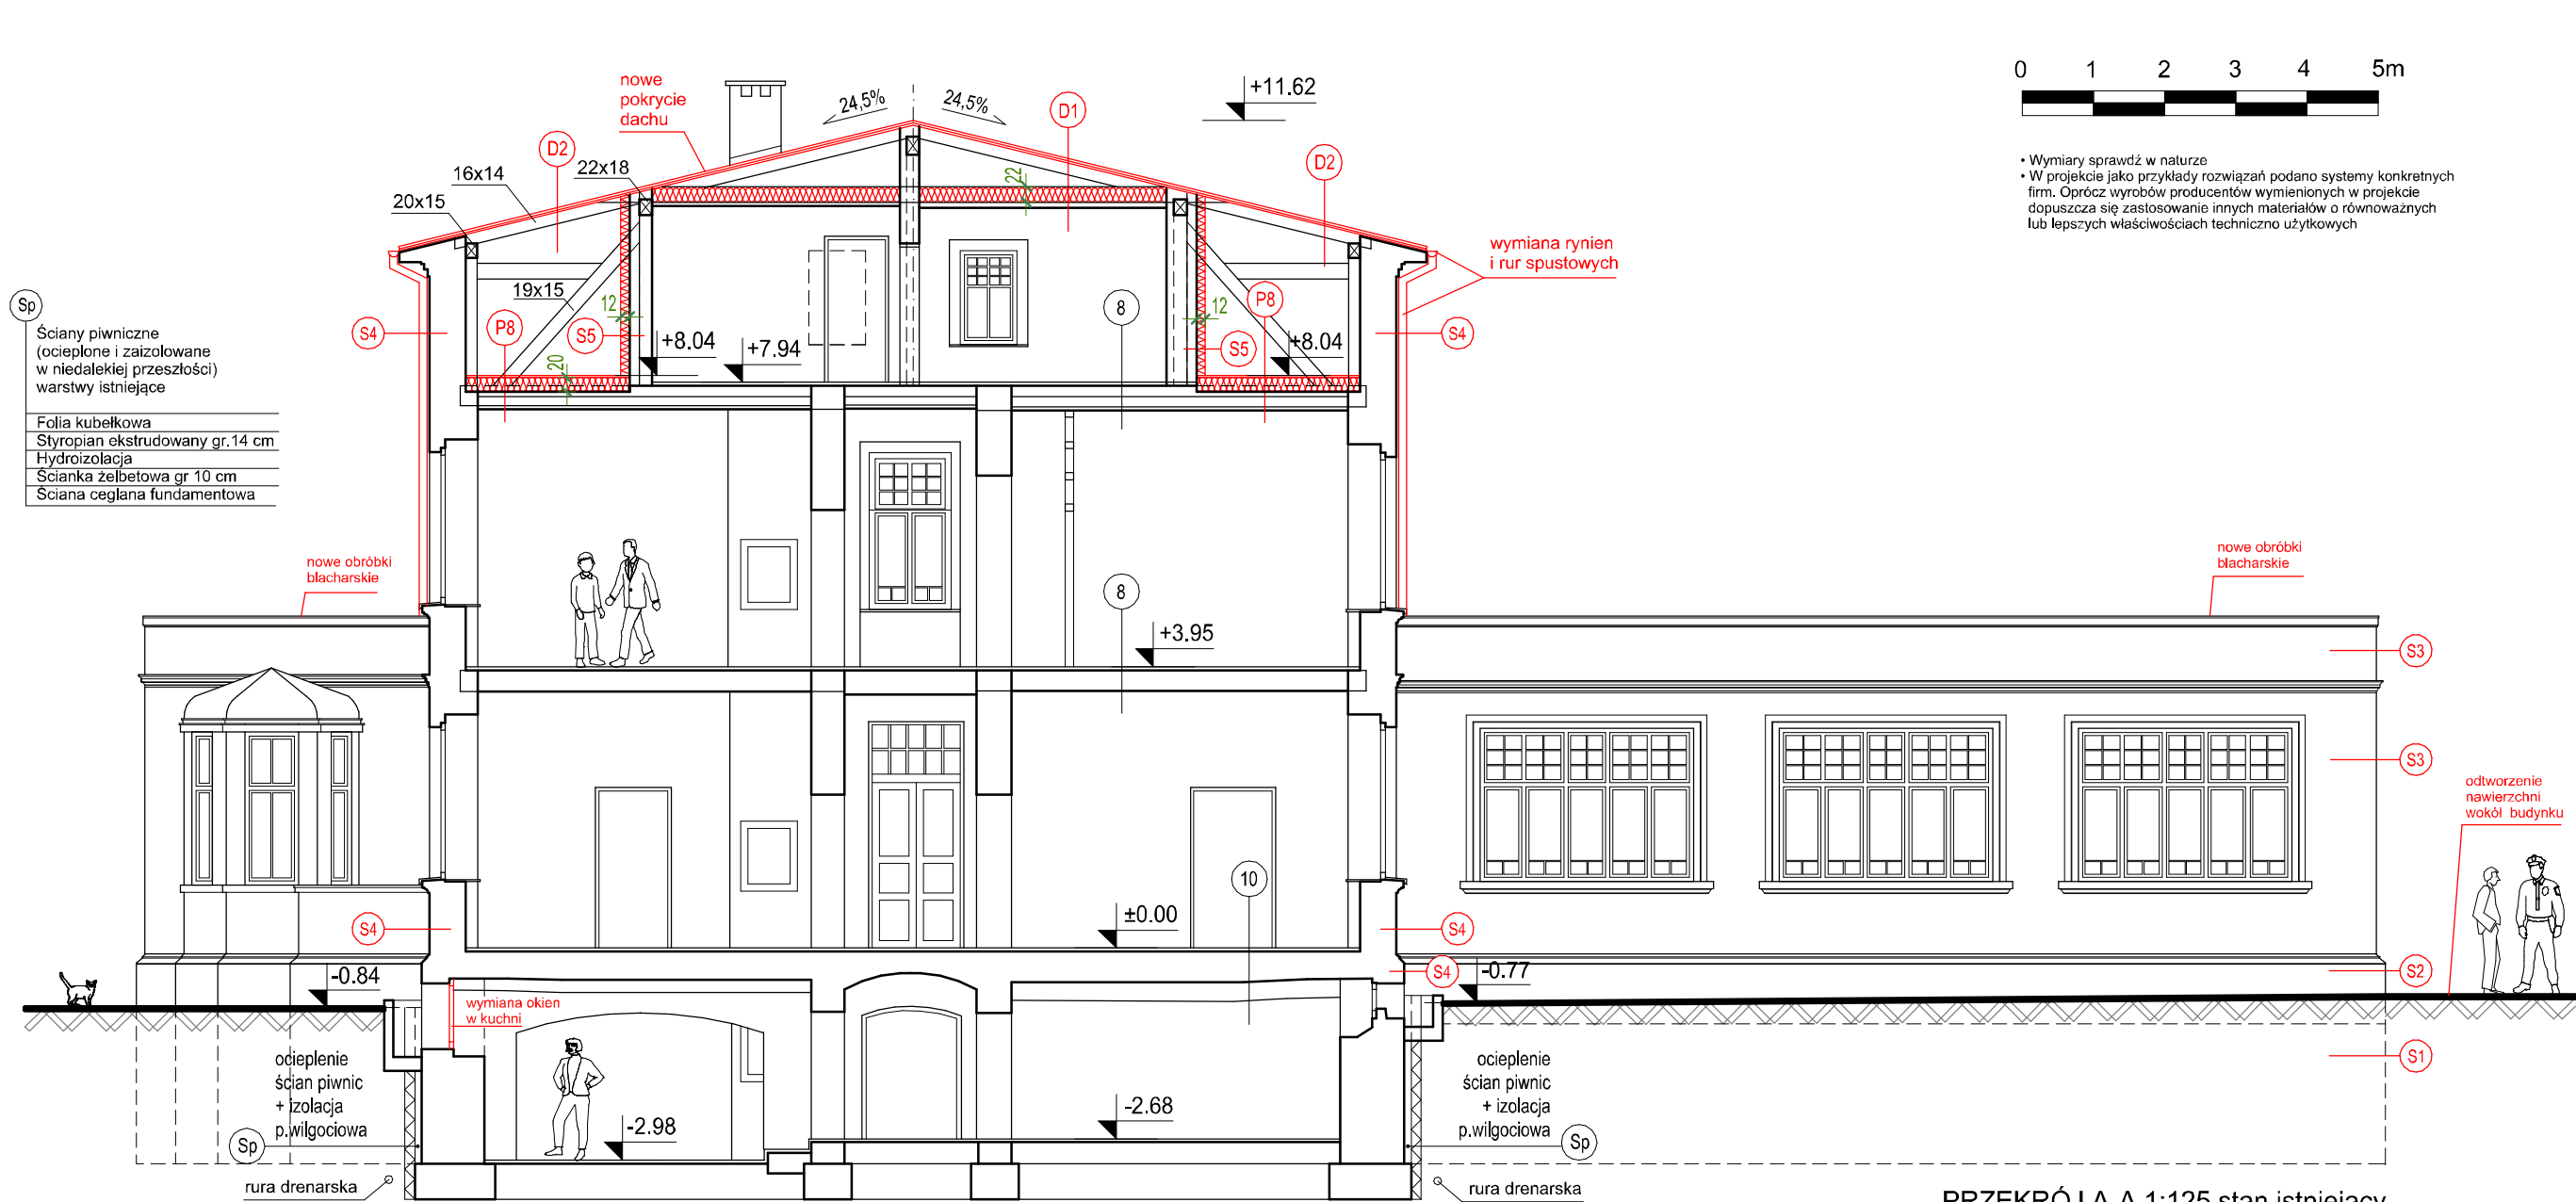 nowe
pokrycie
dachu
24,5%
24,5%
+11.62
0 1 2 3 4 5m
D1
D2
D2
22x18
16x14
20x15
22
• Wymiary sprawdź w naturze
• W projekcie jako przykłady rozwiązań podano systemy konkretnych
firm. Oprócz wyrobów producentów wymienionych w projekcie
dopuszcza się zastosowanie innych materiałów o równoważnych
lub lepszych właściwościach techniczno użytkowych
wymiana rynien
i rur spustowych
19x15
12
12
P8
P8
8
S4
S5
S5
S4
+8.04
+7.94
+8.04
20
Sp
Ściany piwniczne
(ocieplone i zaizolowane
w niedalekiej przeszłości)
warstwy istniejące
Folia kubełkowa
Styropian ekstrudowany gr.14 cm
Hydroizolacja
Ścianka żelbetowa gr 10 cm
Ściana ceglana fundamentowa
nowe obróbki
blacharskie
nowe obróbki
blacharskie
8
+3.95
S3
S3
odtworzenie
nawierzchni
wokół budynku
10
±0.00
S4
S4
S4
S2
-0.84
-0.77
wymiana okien
w kuchni
ocieplenie
ścian piwnic
+ izolacja
p.wilgociowa
Sp
ocieplenie
ścian piwnic
+ izolacja
p.wilgociowa
Sp
S1
-2.98
-2.68
rura drenarska
rura drenarska
PRZEKRÓJ A-A 1:125 stan istniejący